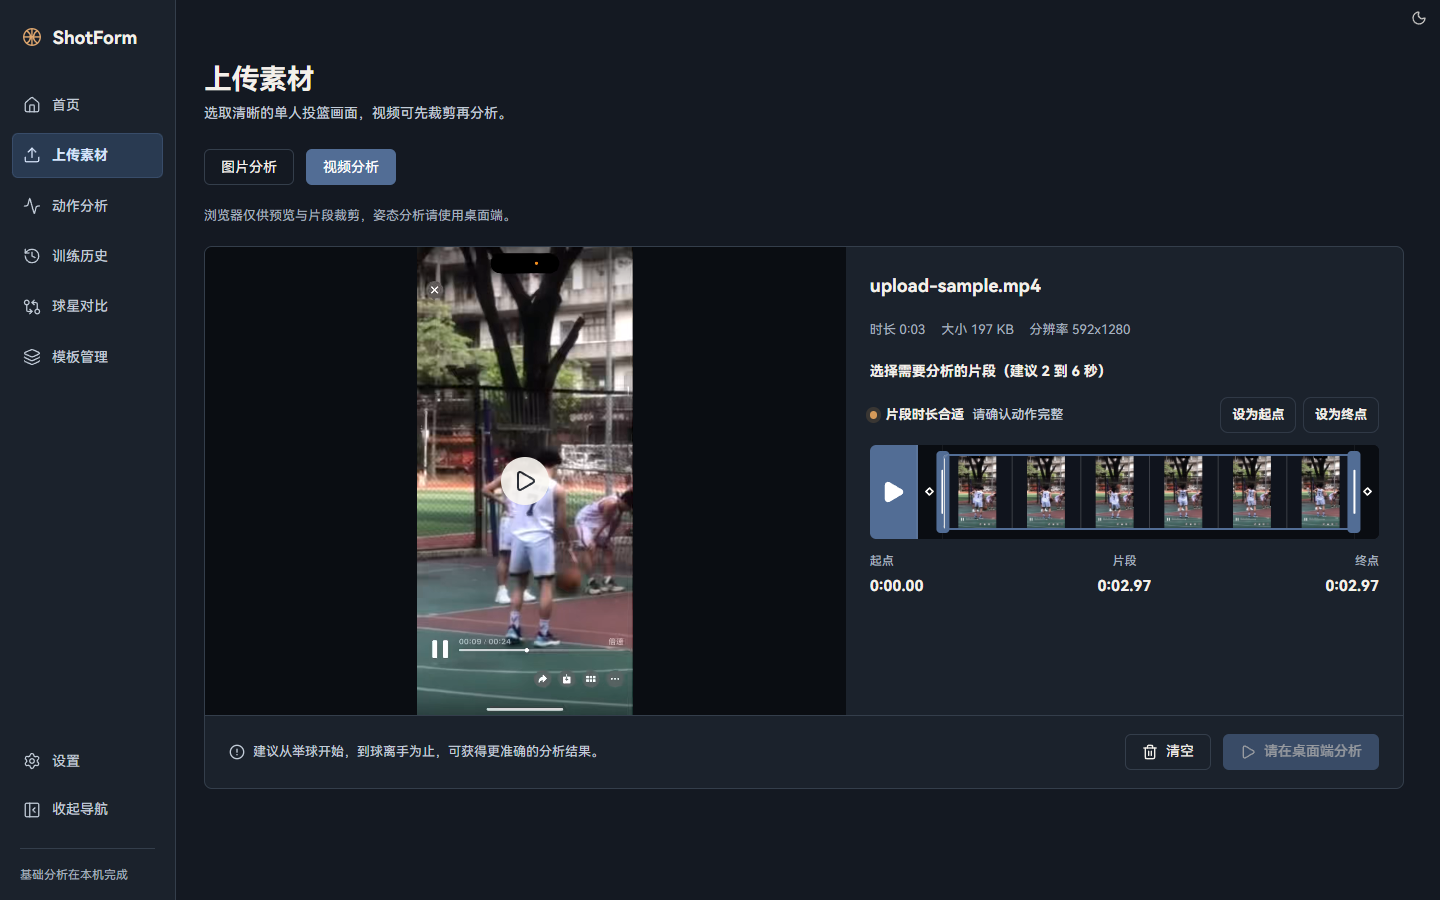 ShotForm
首页
上传素材
动作分析
训练历史
球星对比
模板管理
设置
收起导航
基础分析在本机完成
上传素材
选取清晰的单人投篮画面，视频可先裁剪再分析。
图片分析
视频分析
浏览器仅供预览与片段裁剪，姿态分析请使用桌面端。
7
00:09 / 00:24
倍速
upload-sample.mp4
时长 0:03 大小 197 KB 分辨率 592x1280
选择需要分析的片段（建议 2 到 6 秒）
片段时长合适 请确认动作完整
设为起点
设为终点
起点 片段 终点
0:00.00 0:02.97 0:02.97
建议从举球开始，到球离手为止，可获得更准确的分析结果。
清空
请在桌面端分析